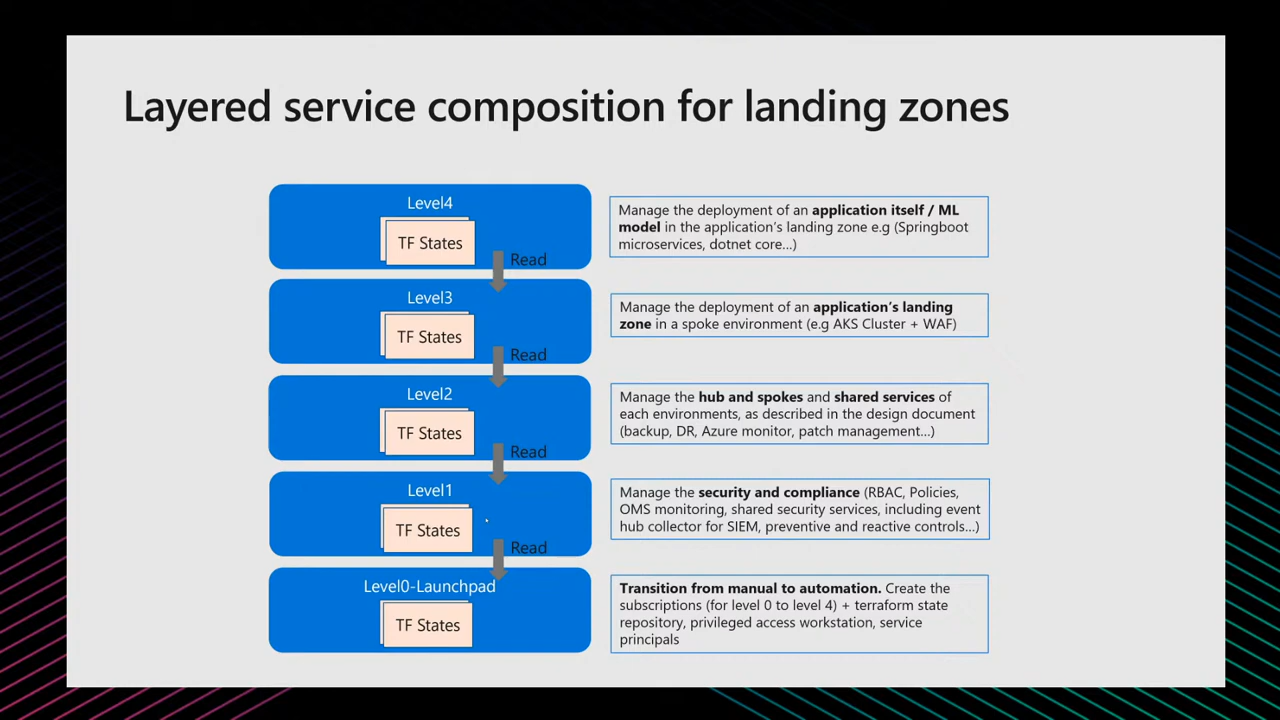 Layered service composition for landing zones
Level4
TF States
Read
Manage the deployment of an application itself / ML
model in the application's landing zone e.g (Springboot
microservices, dotnet core...)
Level3
TF States
Read
Manage the deployment of an application's landing
zone in a spoke environment (e.g AKS Cluster + WAF)
Level2
TF States
Read
Manage the hub and spokes and shared services of
each environments, as described in the design document
(backup, DR, Azure monitor, patch management...)
Level1
TF States
Read
Manage the security and compliance (RBAC, Policies,
OMS monitoring, shared security services, including event
hub collector for SIEM, preventive and reactive controls...)
Level0-Launchpad
TF States
Transition from manual to automation. Create the
subscriptions (for level 0 to level 4) + terraform state
repository, privileged access workstation, service
principals